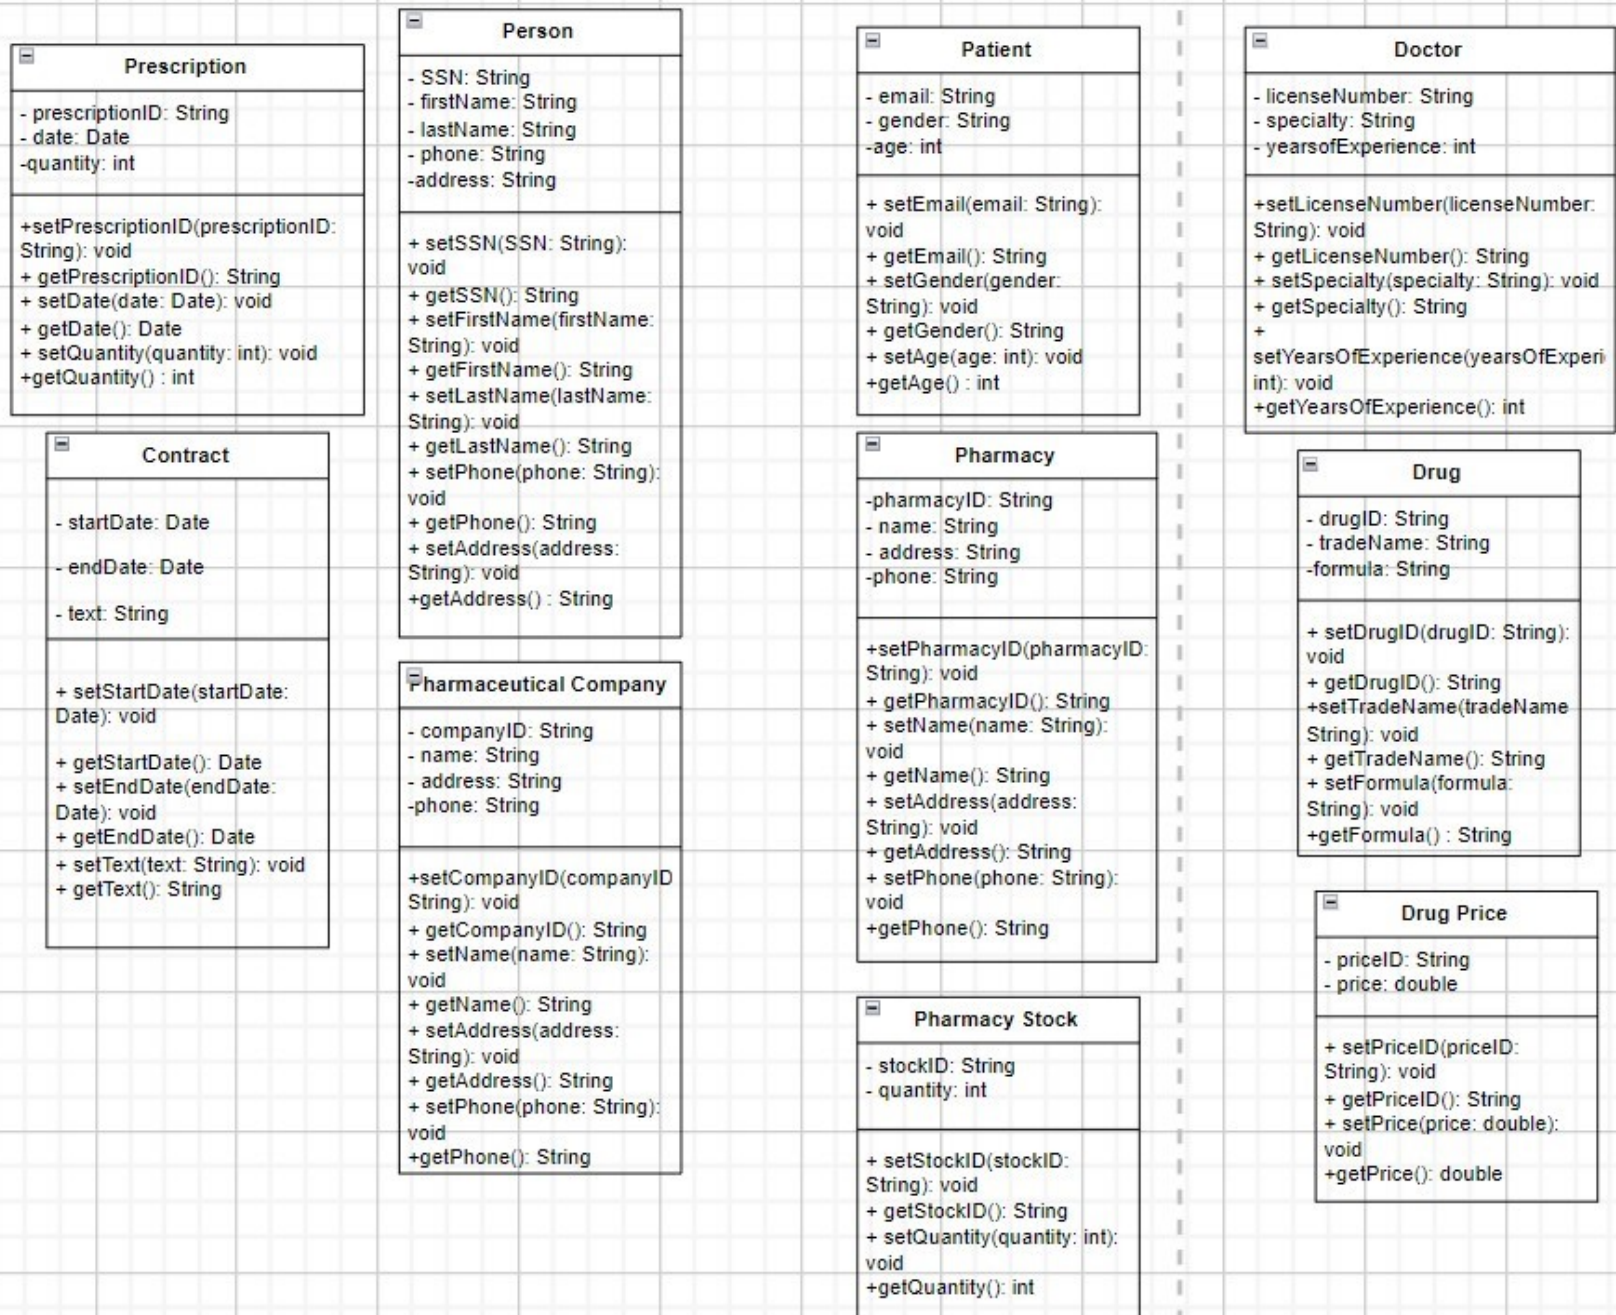 Prescription
- prescriptionID: String
- date: Date
-quantity: int
+setPrescriptionID(prescriptionID:
String): void
+ getPrescriptionID(): String
+ setDate(date: Date): void
+ getDate(): Date
+ setQuantity(quantity: int): void
+getQuantity() : int
Person
- SSN: String
- firstName: String
- lastName: String
- phone: String
-address: String
+ setSSN(SSN: String):
void
+ getSSN(): String
+ setFirstName(firstName:
String): void
+ getFirstName(): String
+ setLastName(lastName:
String): void
+ getLastName(): String
+ setPhone(phone: String):
void
+ getPhone(): String
+ setAddress(address:
String): void
+getAddress() : String
Patient
- email: String
- gender: String
-age: int
+ setEmail(email: String):
void
+ getEmail(): String
+ setGender(gender:
String): void
+ getGender(): String
+ setAge(age: int): void
+getAge() : int
Doctor
- licenseNumber: String
- specialty: String
- yearsofExperience: int
+setLicenseNumber(licenseNumber:
String): void
+ getLicenseNumber(): String
+ setSpecialty(specialty: String): void
+ getSpecialty(): String
+
setYearsOfExperience(yearsOfExperi
int): void
+getYearsOfExperience(): int
Contract
- startDate: Date
- endDate: Date
- text: String
+ setStartDate(startDate:
Date): void
+ getStartDate(): Date
+ setEndDate(endDate:
Date): void
+ getEndDate(): Date
+ setText(text: String): void
+ getText(): String
Pharmaceutical Company
- companyID: String
- name: String
- address: String
-phone: String
+setCompanyID(companyID
String): void
+ getCompanyID(): String
+ setName(name: String):
void
+ getName(): String
+ setAddress(address:
String): void
+ getAddress(): String
+ setPhone(phone: String):
void
+getPhone(): String
Pharmacy
-pharmacyID: String
- name: String
- address: String
-phone: String
+setPharmacyID(pharmacyID:
String): void
+ getPharmacyID(): String
+ setName(name: String):
void
+ getName(): String
+ setAddress(address:
String): void
+ getAddress(): String
+ setPhone(phone: String):
void
+getPhone(): String
Drug
- drugID: String
- tradeName: String
-formula: String
+ setDrugID(drugID: String):
void
+ getDrugID(): String
+setTradeName(tradeName
String): void
+ getTradeName(): String
+ setFormula(formula:
String): void
+getFormula() : String
Pharmacy Stock
- stockID: String
- quantity: int
+ setStockID(stockID:
String): void
+ getStockID(): String
+ setQuantity(quantity: int):
void
+getQuantity(): int
Drug Price
- priceID: String
- price: double
+ setPriceID(priceID:
String): void
+ getPriceID(): String
+ setPrice(price: double):
void
+getPrice(): double